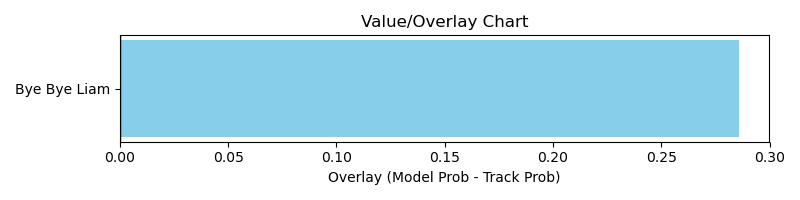 Value/Overlay Chart
Bye Bye Liam
0.00 0.05 0.10 0.15 0.20 0.25 0.30
Overlay (Model Prob - Track Prob)